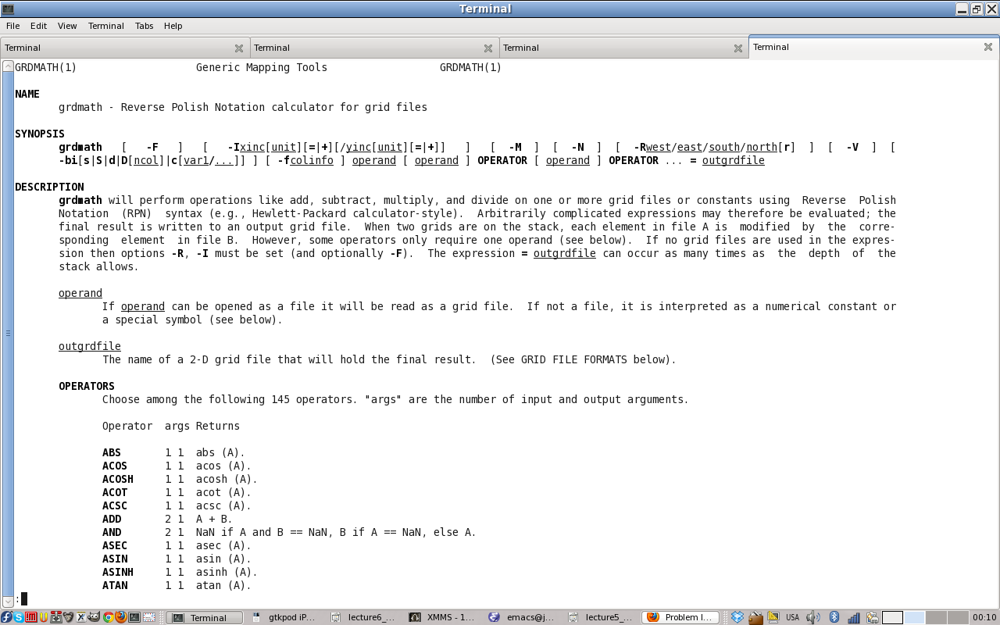 Terminal
File Edit View Terminal Tabs Help
Terminal Terminal Terminal Terminal
GRDMATH(1) Generic Mapping Tools GRDMATH(1)
NAME
grdmath - Reverse Polish Notation calculator for grid files
SYNOPSIS
grdmath [ -F ] [ -Ixinc[unit][=|+][/yinc[unit][=|+]] ] [ -M ] [ -N ] [ -Rwest/east/south/north[r] ] [ -V ] [
-bi[s|S|d|D[ncol]|c[var1/...]] ] [ -fcolinfo ] operand [ operand ] OPERATOR [ operand ] OPERATOR ... = outgrdfile
DESCRIPTION
grdmath will perform operations like add, subtract, multiply, and divide on one or more grid files or constants using Reverse Polish
Notation (RPN) syntax (e.g., Hewlett-Packard calculator-style). Arbitrarily complicated expressions may therefore be evaluated; the
final result is written to an output grid file. When two grids are on the stack, each element in file A is modified by the corre-
sponding element in file B. However, some operators only require one operand (see below). If no grid files are used in the expres-
sion then options -R, -I must be set (and optionally -F). The expression = outgrdfile can occur as many times as the depth of the
stack allows.
operand
If operand can be opened as a file it will be read as a grid file. If not a file, it is interpreted as a numerical constant or
a special symbol (see below).
outgrdfile
The name of a 2-D grid file that will hold the final result. (See GRID FILE FORMATS below).
OPERATORS
Choose among the following 145 operators. "args" are the number of input and output arguments.
Operator args Returns
ABS 1 1 abs (A).
ACOS 1 1 acos (A).
ACOSH 1 1 acosh (A).
ACOT 1 1 acot (A).
ACSC 1 1 acsc (A).
ADD 2 1 A + B.
AND 2 1 NaN if A and B == NaN, B if A == NaN, else A.
ASEC 1 1 asec (A).
ASIN 1 1 asin (A).
ASINH 1 1 asinh (A).
ATAN 1 1 atan (A).
:
Terminal gtkpod iP... lecture6_... XMMS - 1... emacs@j... lecture5_... Problem l... USA 00:10